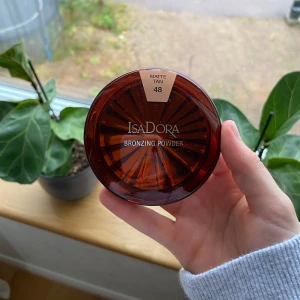 MATTE
TAN
48
ISADORA
BRONZING POWDER